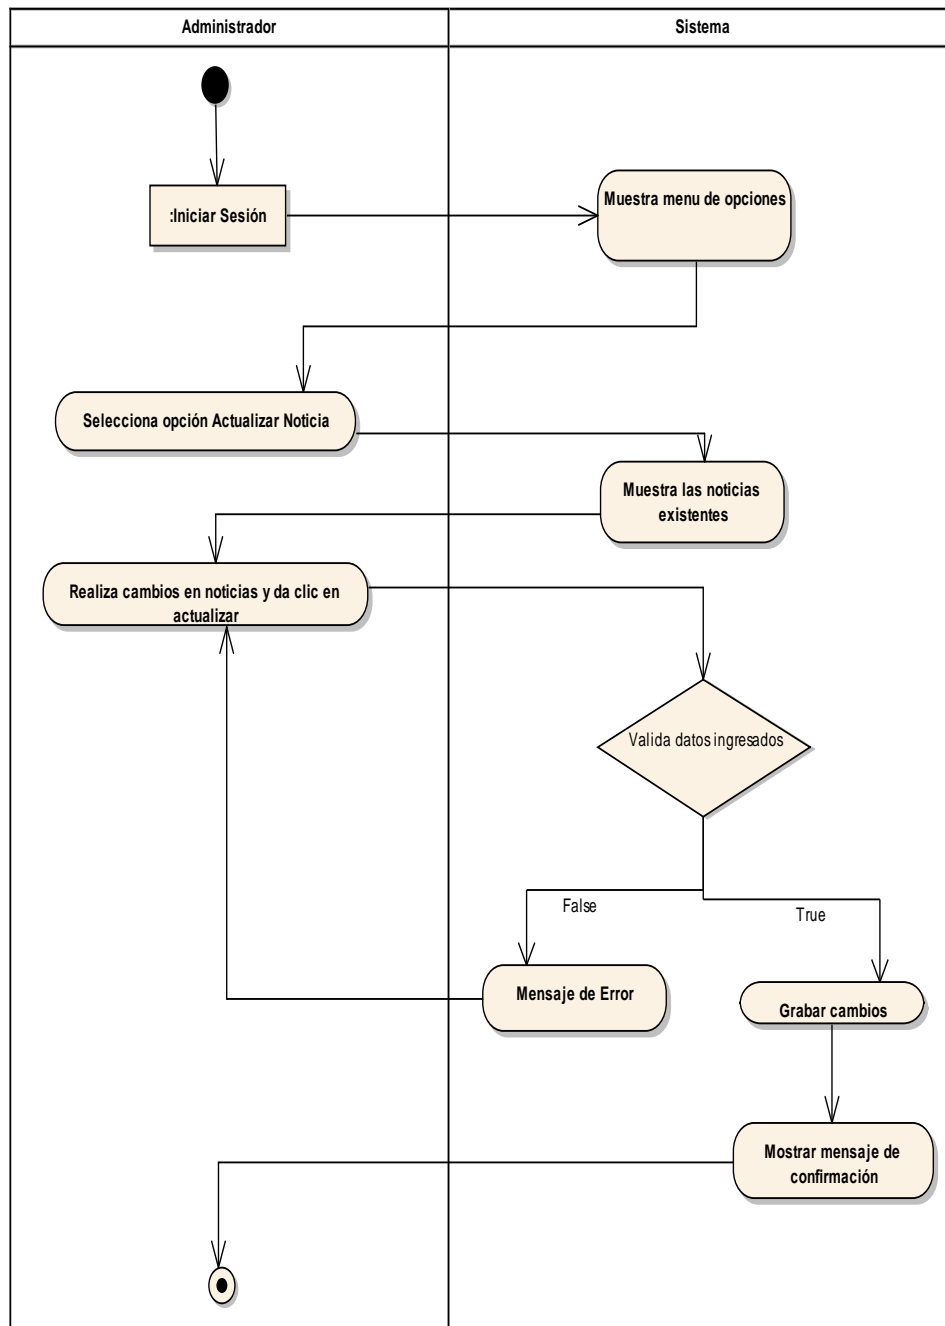 Administrador
Sistema
:Iniciar Sesión
Muestra menu de opciones
Selecciona opción Actualizar Noticia
Muestra las noticias
existentes
Realiza cambios en noticias y da clic en
actualizar
Valida datos ingresados
False
True
Mensaje de Error
Grabar cambios
Mostrar mensaje de
confirmación